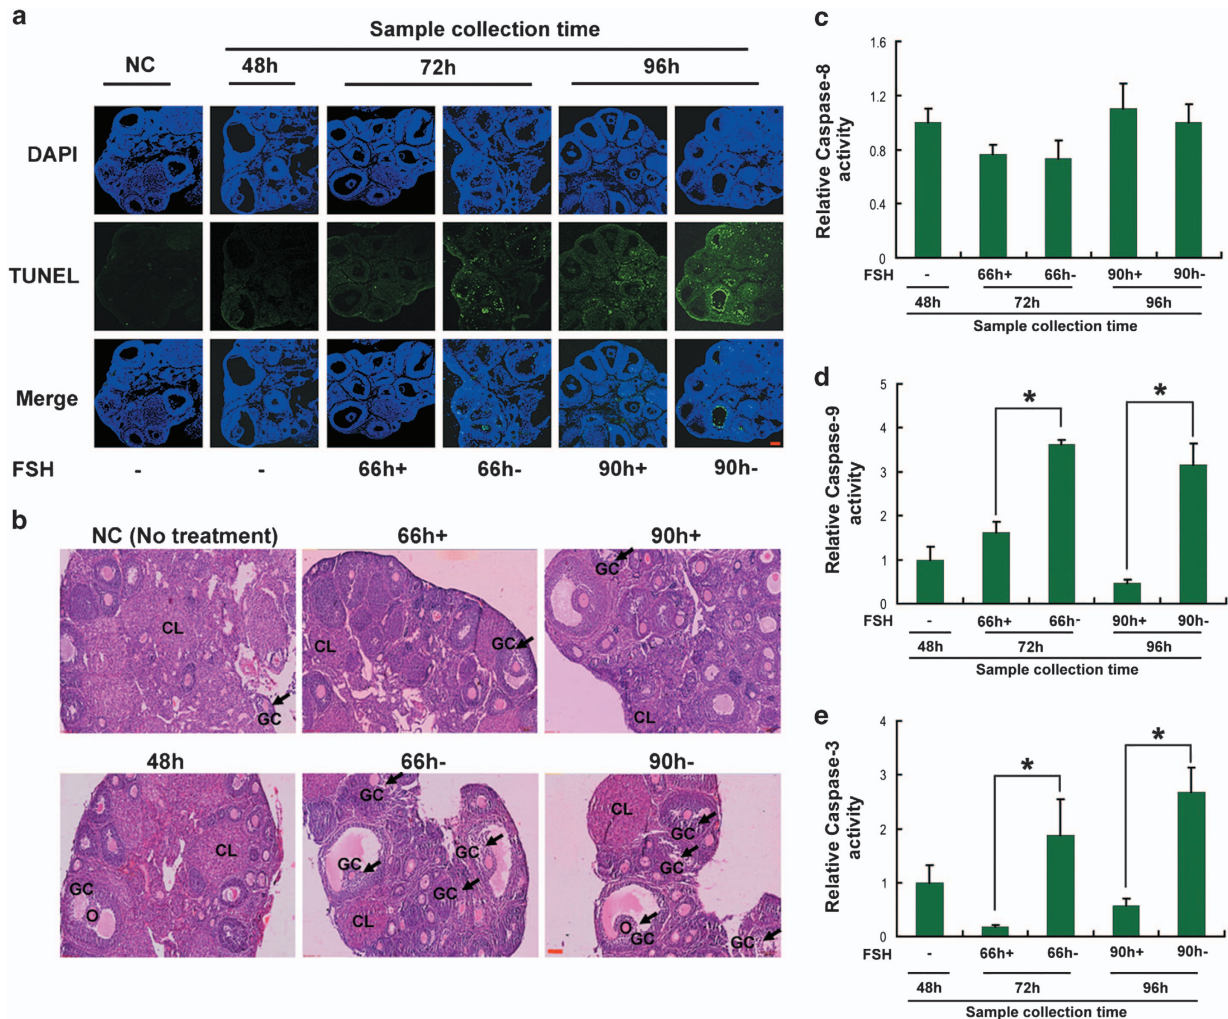 a
Sample collection time
NC 48h 72h 96h
DAPI
TUNEL
Merge
FSH - - 66h+ 66h- 90h+ 90h-
b
NC (No treatment) 66h+ 90h+
CL GC
CL GC
GC CL
48h 66h- 90h-
GC O CL
GC GC GC GC CL
CL GC GC O GC GC
c
Relative Caspase-8 activity
1.6
1.2
0.8
0.4
0
FSH - 66h+ 66h- 90h+ 90h-
48h 72h 96h
Sample collection time
d
Relative Caspase-9 activity
5
4
3
2
1
0
* *
FSH - 66h+ 66h- 90h+ 90h-
48h 72h 96h
Sample collection time
e
Relative Caspase-3 activity
4
3
2
1
0
* *
FSH - 66h+ 66h- 90h+ 90h-
48h 72h 96h
Sample collection time